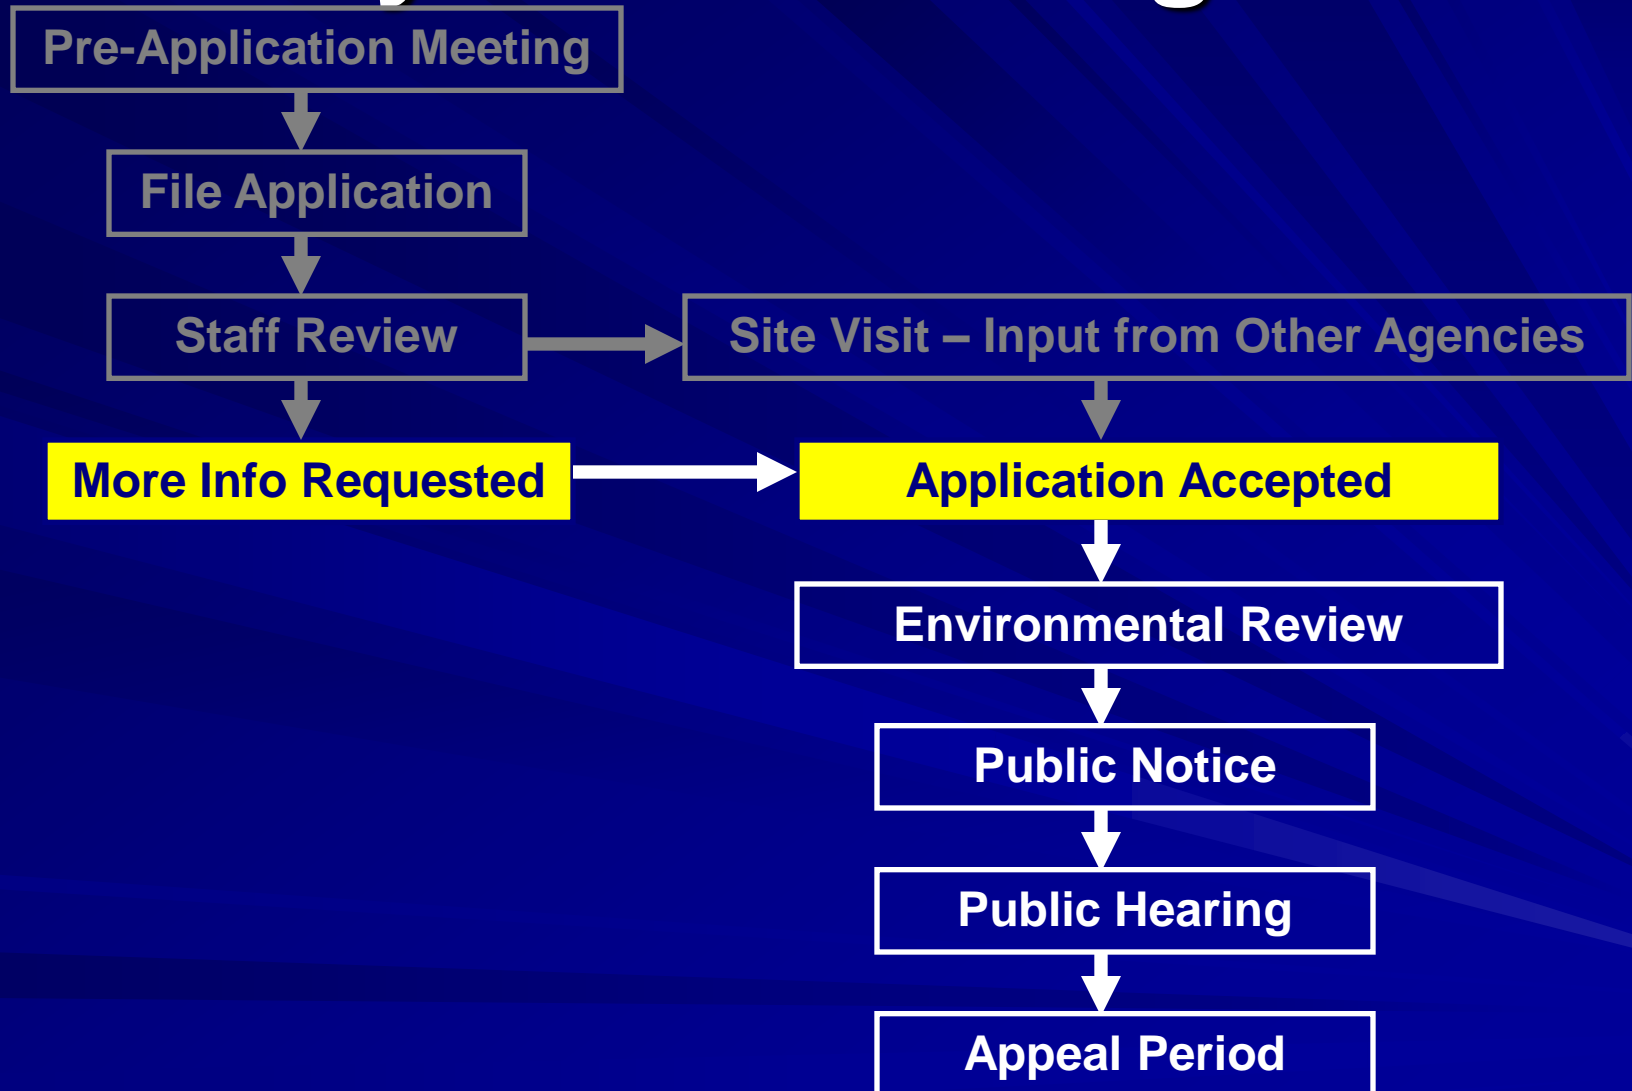 Pre-Application Meeting
File Application
Staff Review
Site Visit – Input from Other Agencies
More Info Requested
Application Accepted
Environmental Review
Public Notice
Public Hearing
Appeal Period